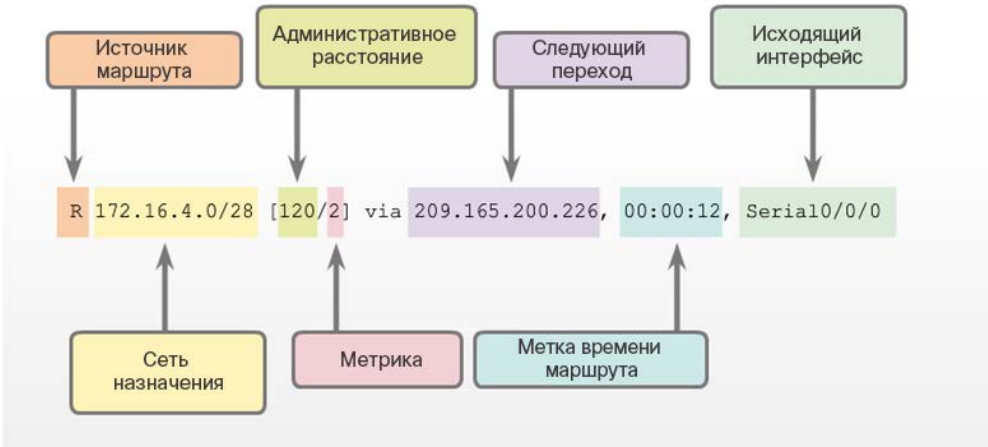 Источник
маршрута
Административное
расстояние
Следующий
переход
Исходящий
интерфейс
R 172.16.4.0/28 [120/2] via 209.165.200.226, 00:00:12, Serial0/0/0
Сеть
назначения
Метрика
Метка времени
маршрута